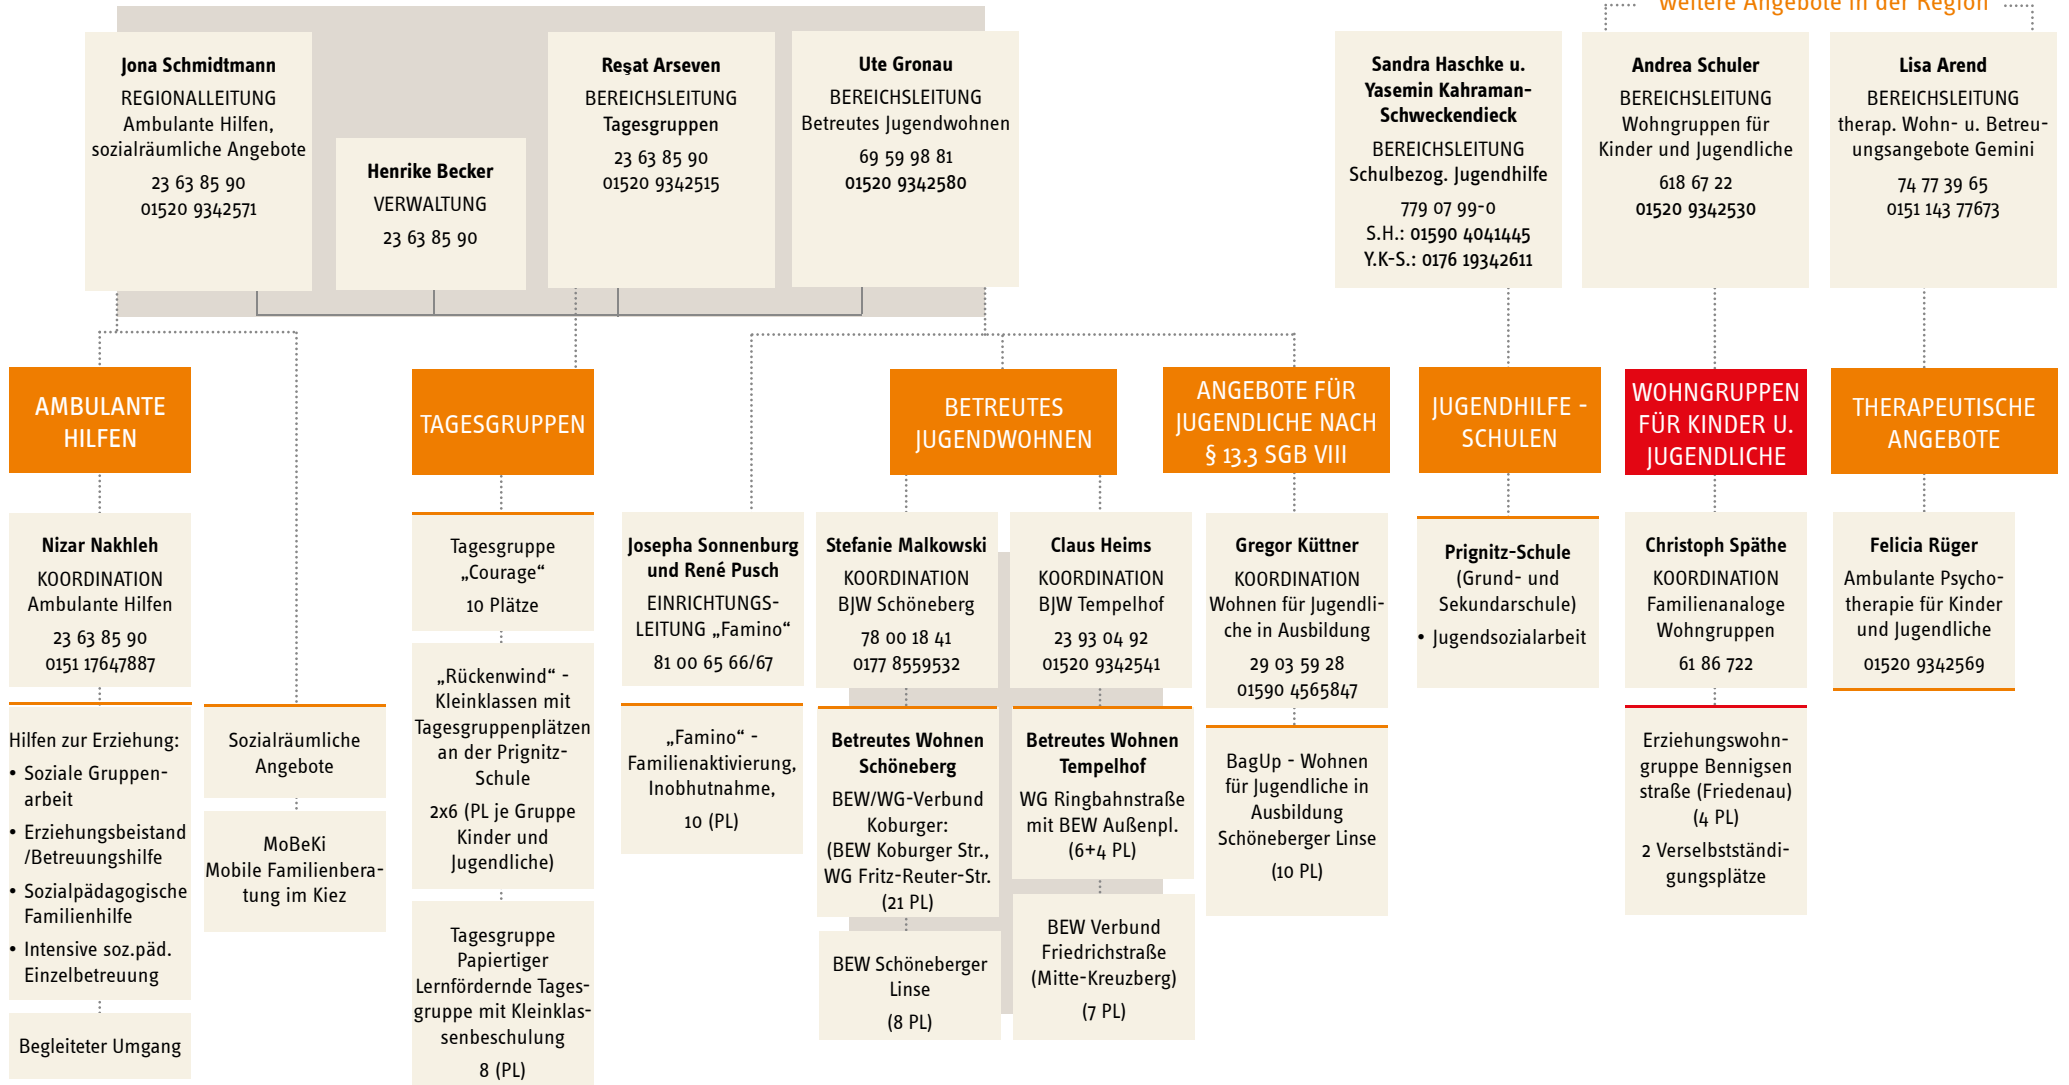 weitere Angebote in der Region
Jona Schmidtmann
REGIONALLEITUNG
Ambulante Hilfen,
sozialräumliche Angebote
23 63 85 90
01520 9342571
Henrike Becker
VERWALTUNG
23 63 85 90
Reşat Arseven
BEREICHSLEITUNG
Tagesgruppen
23 63 85 90
01520 9342515
Ute Gronau
BEREICHSLEITUNG
Betreutes Jugendwohnen
69 59 98 81
01520 9342580
Sandra Haschke u.
Yasemin Kahraman-
Schweckendieck
BEREICHSLEITUNG
Schulbezog. Jugendhilfe
779 07 99-0
S.H.: 01590 4041445
Y.K-S.: 0176 19342611
Andrea Schuler
BEREICHSLEITUNG
Wohngruppen für
Kinder und Jugendliche
618 67 22
01520 9342530
Lisa Arend
BEREICHSLEITUNG
therap. Wohn- u. Betreu-
ungsangebote Gemini
74 77 39 65
0151 143 77673
AMBULANTE
HILFEN
TAGESGRUPPEN
BETREUTES
JUGENDWOHNEN
ANGEBOTE FÜR
JUGENDLICHE NACH
§ 13.3 SGB VIII
JUGENDHILFE -
SCHULEN
WOHNGRUPPEN
FÜR KINDER U.
JUGENDLICHE
THERAPEUTISCHE
ANGEBOTE
Nizar Nakhleh
KOORDINATION
Ambulante Hilfen
23 63 85 90
0151 17647887
Hilfen zur Erziehung:
• Soziale Gruppen-
arbeit
• Erziehungsbeistand
/Betreuungshilfe
• Sozialpädagogische
Familienhilfe
• Intensive soz.päd.
Einzelbetreuung
Begleiteter Umgang
Sozialräumliche
Angebote
MoBeKi
Mobile Familienbera-
tung im Kiez
Tagesgruppe
„Courage“
10 Plätze
„Rückenwind“ -
Kleinklassen mit
Tagesgruppenplätzen
an der Prignitz-
Schule
2x6 (PL je Gruppe
Kinder und
Jugendliche)
Tagesgruppe
Papiertiger
Lernfördernde Tages-
gruppe mit Kleinklas-
senbeschulung
8 (PL)
Josepha Sonnenburg
und René Pusch
EINRICHTUNGS-
LEITUNG „Famino“
81 00 65 66/67
„Famino“ -
Familienaktivierung,
Inobhutnahme,
10 (PL)
Stefanie Malkowski
KOORDINATION
BJW Schöneberg
78 00 18 41
0177 8559532
Betreutes Wohnen
Schöneberg
BEW/WG-Verbund
Koburger:
(BEW Koburger Str.,
WG Fritz-Reuter-Str.
(21 PL)
BEW Schöneberger
Linse
(8 PL)
Claus Heims
KOORDINATION
BJW Tempelhof
23 93 04 92
01520 9342541
Betreutes Wohnen
Tempelhof
WG Ringbahnstraße
mit BEW Außenpl.
(6+4 PL)
BEW Verbund
Friedrichstraße
(Mitte-Kreuzberg)
(7 PL)
Gregor Küttner
KOORDINATION
Wohnen für Jugendli-
che in Ausbildung
29 03 59 28
01590 4565847
BagUp - Wohnen
für Jugendliche in
Ausbildung
Schöneberger Linse
(10 PL)
Prignitz-Schule
(Grund- und
Sekundarschule)
• Jugendsozialarbeit
Christoph Späthe
KOORDINATION
Familienanaloge
Wohngruppen
61 86 722
Erziehungswohn-
gruppe Bennigsen
straße (Friedenau)
(4 PL)
2 Verselbstständi-
gungsplätze
Felicia Rüger
Ambulante Psycho-
therapie für Kinder
und Jugendliche
01520 9342569